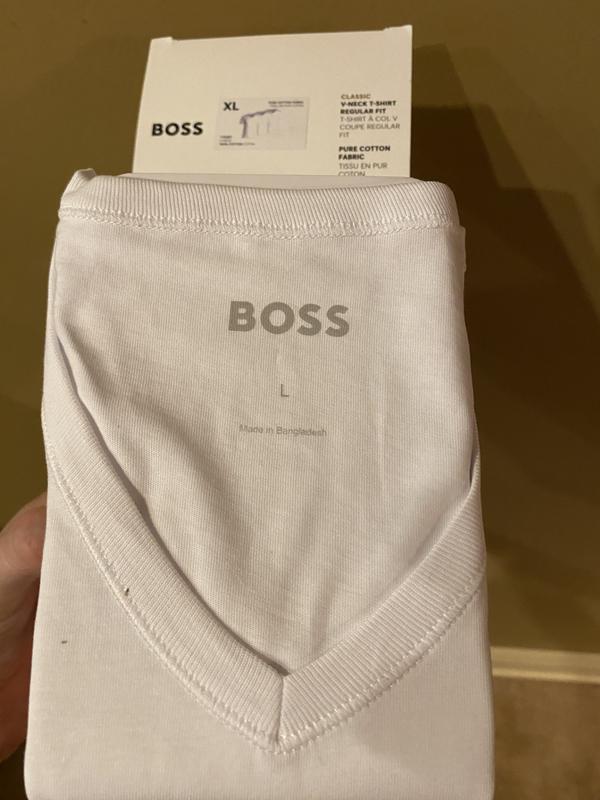 XL
BOSS
CLASSIC
V-NECK T-SHIRT
REGULAR FIT
T-SHIRT À COL V
COUPE REGULAR
FIT
PURE COTTON
FABRIC
TISSU EN PUR
COTON
BOSS
L
Made in Bangladesh